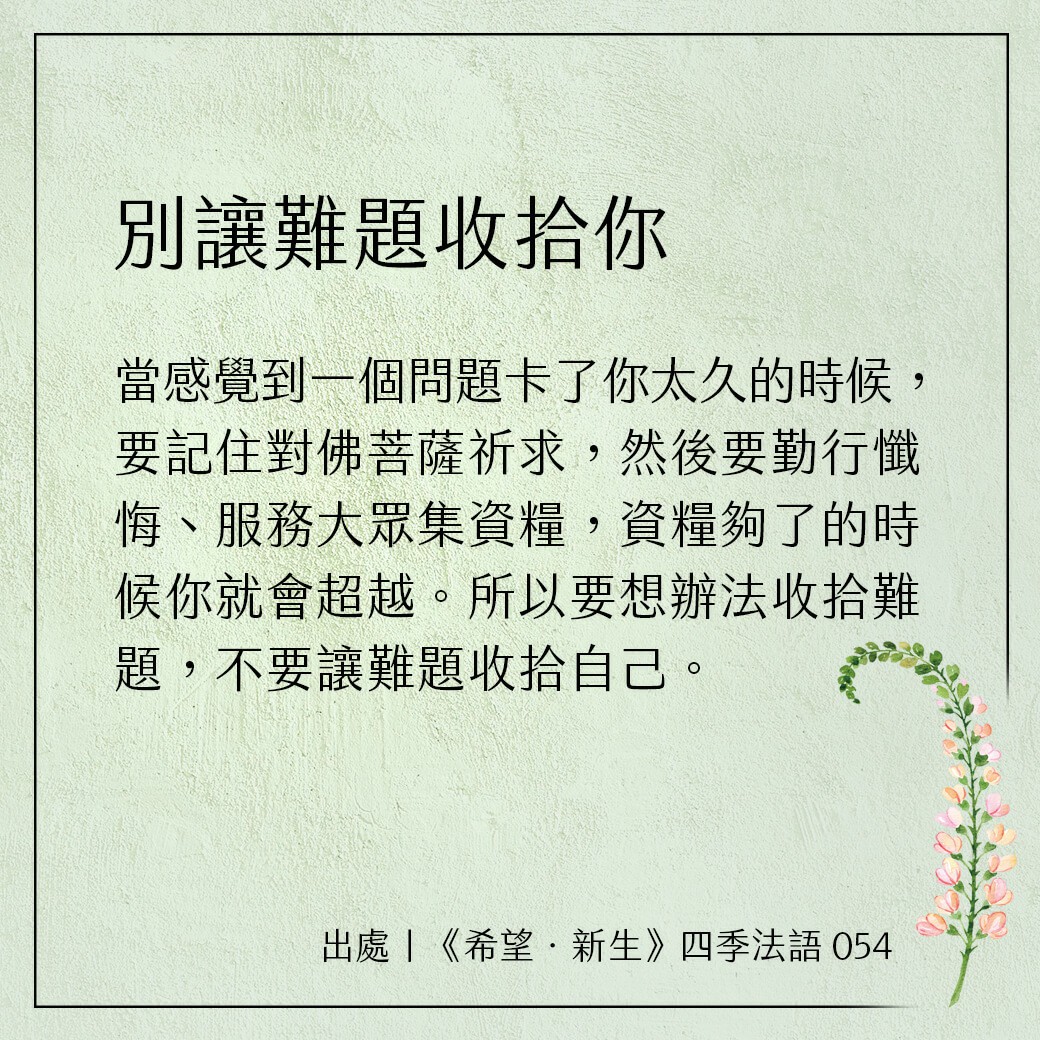 別讓難題收拾你
當感覺到一個問題卡了你太久的時候，
要記住對佛菩薩祈求，然後要勤行懺
悔、服務大眾集資糧，資糧夠了的時
候你就會超越。所以要想辦法收拾難
題，不要讓難題收拾自己。
出處｜《希望．新生》四季法語 054